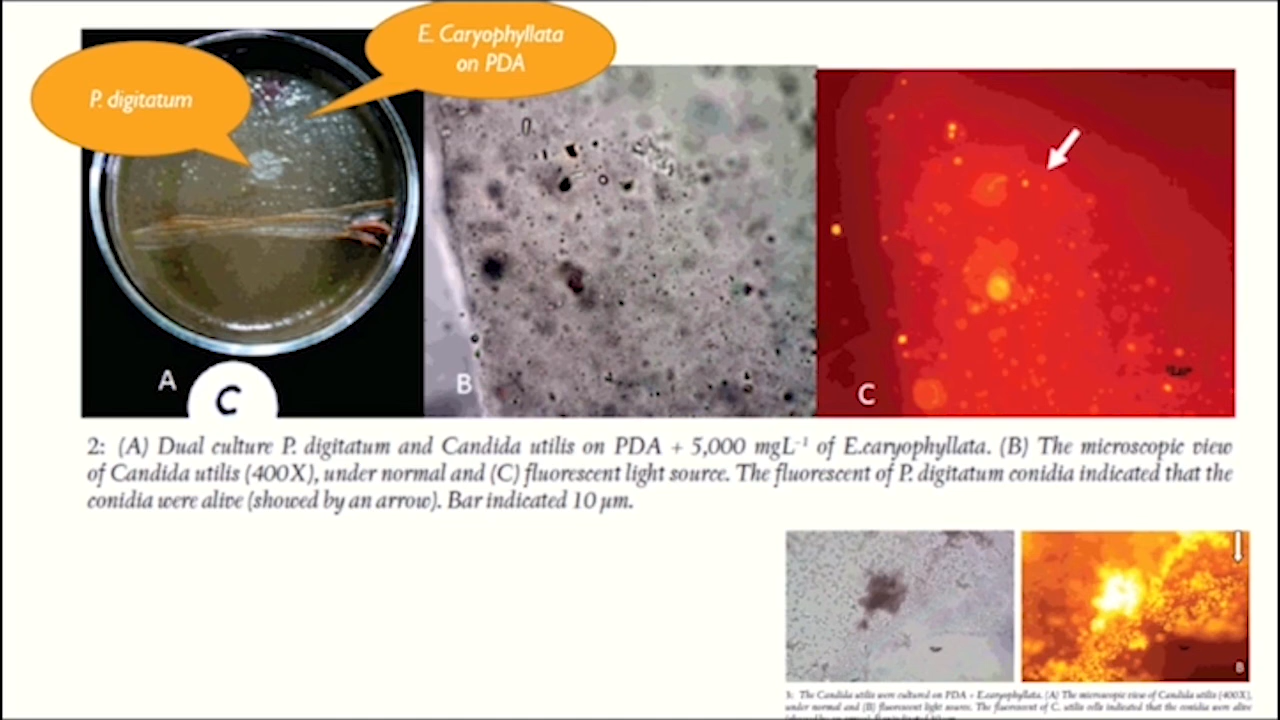 E. Caryophyllata
on PDA
P. digitatum
A
C
B
C
2: (A) Dual culture P. digitatum and Candida utilis on PDA + 5,000 mgL⁻¹ of E.caryophyllata. (B) The microscopic view
of Candida utilis (400X), under normal and (C) fluorescent light source. The fluorescent of P. digitatum conidia indicated that the
conidia were alive (showed by an arrow). Bar indicated 10 µm.
B
3: The Candida utilis were cultured on PDA + E.caryophyllata. (A) The microscopic view of Candida utilis (400X),
under normal and (B) fluorescent light source. The fluorescent of C. utilis cells indicated that the conidia were alive